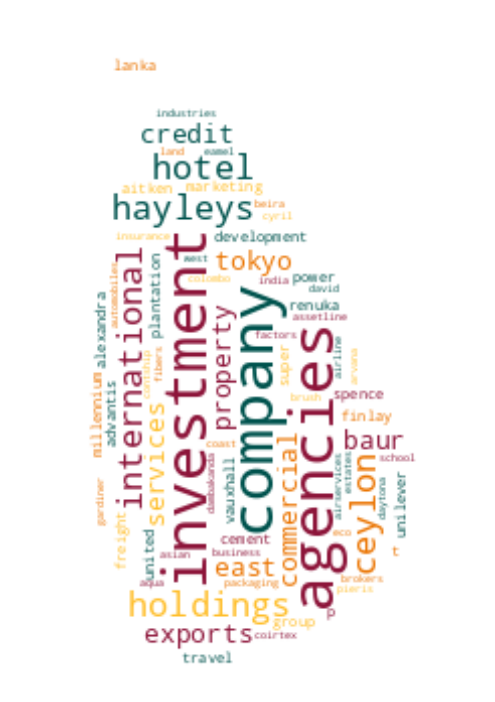 lanka
industries
credit
land eamel
hotel
aitken marketing
hayleys beira
cyril
insurance development
west tokyo
colombo india power
david
renuka
assetline
factors
automobiles
plantation
alexandra
international
investment
property
company
agencies
super
airline
arvana
brush
spence
finlay
millennium
advantis
contship
fibers
services
coast
baur
school
dambakanda
vauxhall
commercial
airservices
estates
ceylon
daytona
unilever
gardiner
freight
united
cement
asian business
eco
t
east
aqua packaging brokers
pieris
holdings
p
group
exports coirtex
travel